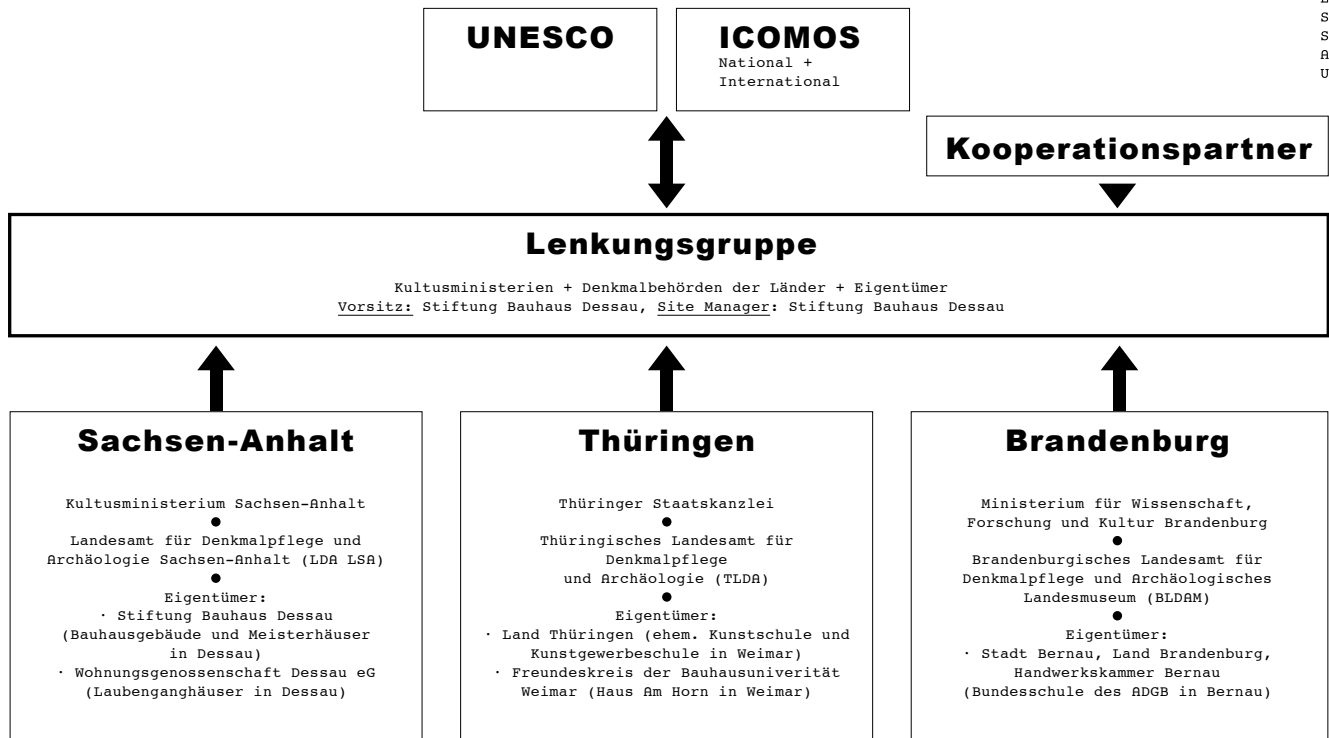 UNESCO
ICOMOS
National +
International
S
S
A
U
Kooperationspartner
Lenkungsgruppe
Kultusministerien + Denkmalbehörden der Länder + Eigentümer
Vorsitz: Stiftung Bauhaus Dessau, Site Manager: Stiftung Bauhaus Dessau
Sachsen-Anhalt
Kultusministerium Sachsen-Anhalt
●
Landesamt für Denkmalpflege und
Archäologie Sachsen-Anhalt (LDA LSA)
●
Eigentümer:
· Stiftung Bauhaus Dessau
(Bauhausgebäude und Meisterhäuser
in Dessau)
· Wohnungsgenossenschaft Dessau eG
(Laubenganghäuser in Dessau)
Thüringen
Thüringer Staatskanzlei
●
Thüringisches Landesamt für
Denkmalpflege
und Archäologie (TLDA)
●
Eigentümer:
· Land Thüringen (ehem. Kunstschule und
Kunstgewerbeschule in Weimar)
· Freundeskreis der Bauhausuniverität
Weimar (Haus Am Horn in Weimar)
Brandenburg
Ministerium für Wissenschaft,
Forschung und Kultur Brandenburg
●
Brandenburgisches Landesamt für
Denkmalpflege und Archäologisches
Landesmuseum (BLDAM)
●
Eigentümer:
· Stadt Bernau, Land Brandenburg,
Handwerkskammer Bernau
(Bundesschule des ADGB in Bernau)